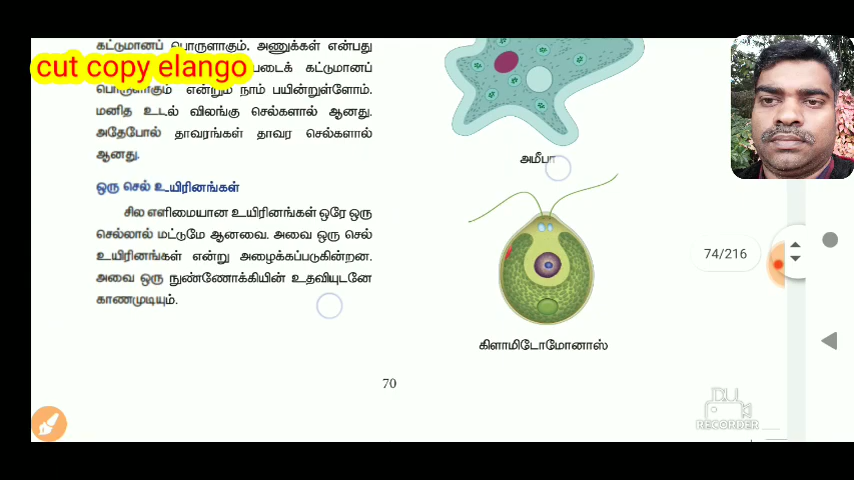 கட்டுமானப் பொருளாகும். அணுக்கள் என்பது
cut copy elango
படைக் கட்டுமானப்
பொருளாகும் என்றும் நாம் பயின்றுள்ளோம்.
மனித உடல் விலங்கு செல்களால் ஆனது.
அதேபோல் தாவரங்கள் தாவர செல்களால்
ஆனது.
அமீபா
ஒரு செல் உயிரினங்கள்
சில எளிமையான உயிரினங்கள் ஒரே ஒரு
செல்லால் மட்டுமே ஆனவை. அவை ஒரு செல்
உயிரினங்கள் என்று அழைக்கப்படுகின்றன.
அவை ஒரு நுண்ணோக்கியின் உதவியுடனே
காணமுடியும்.
74/216
கிளாமிடோமோனாஸ்
70
DU RECORDER